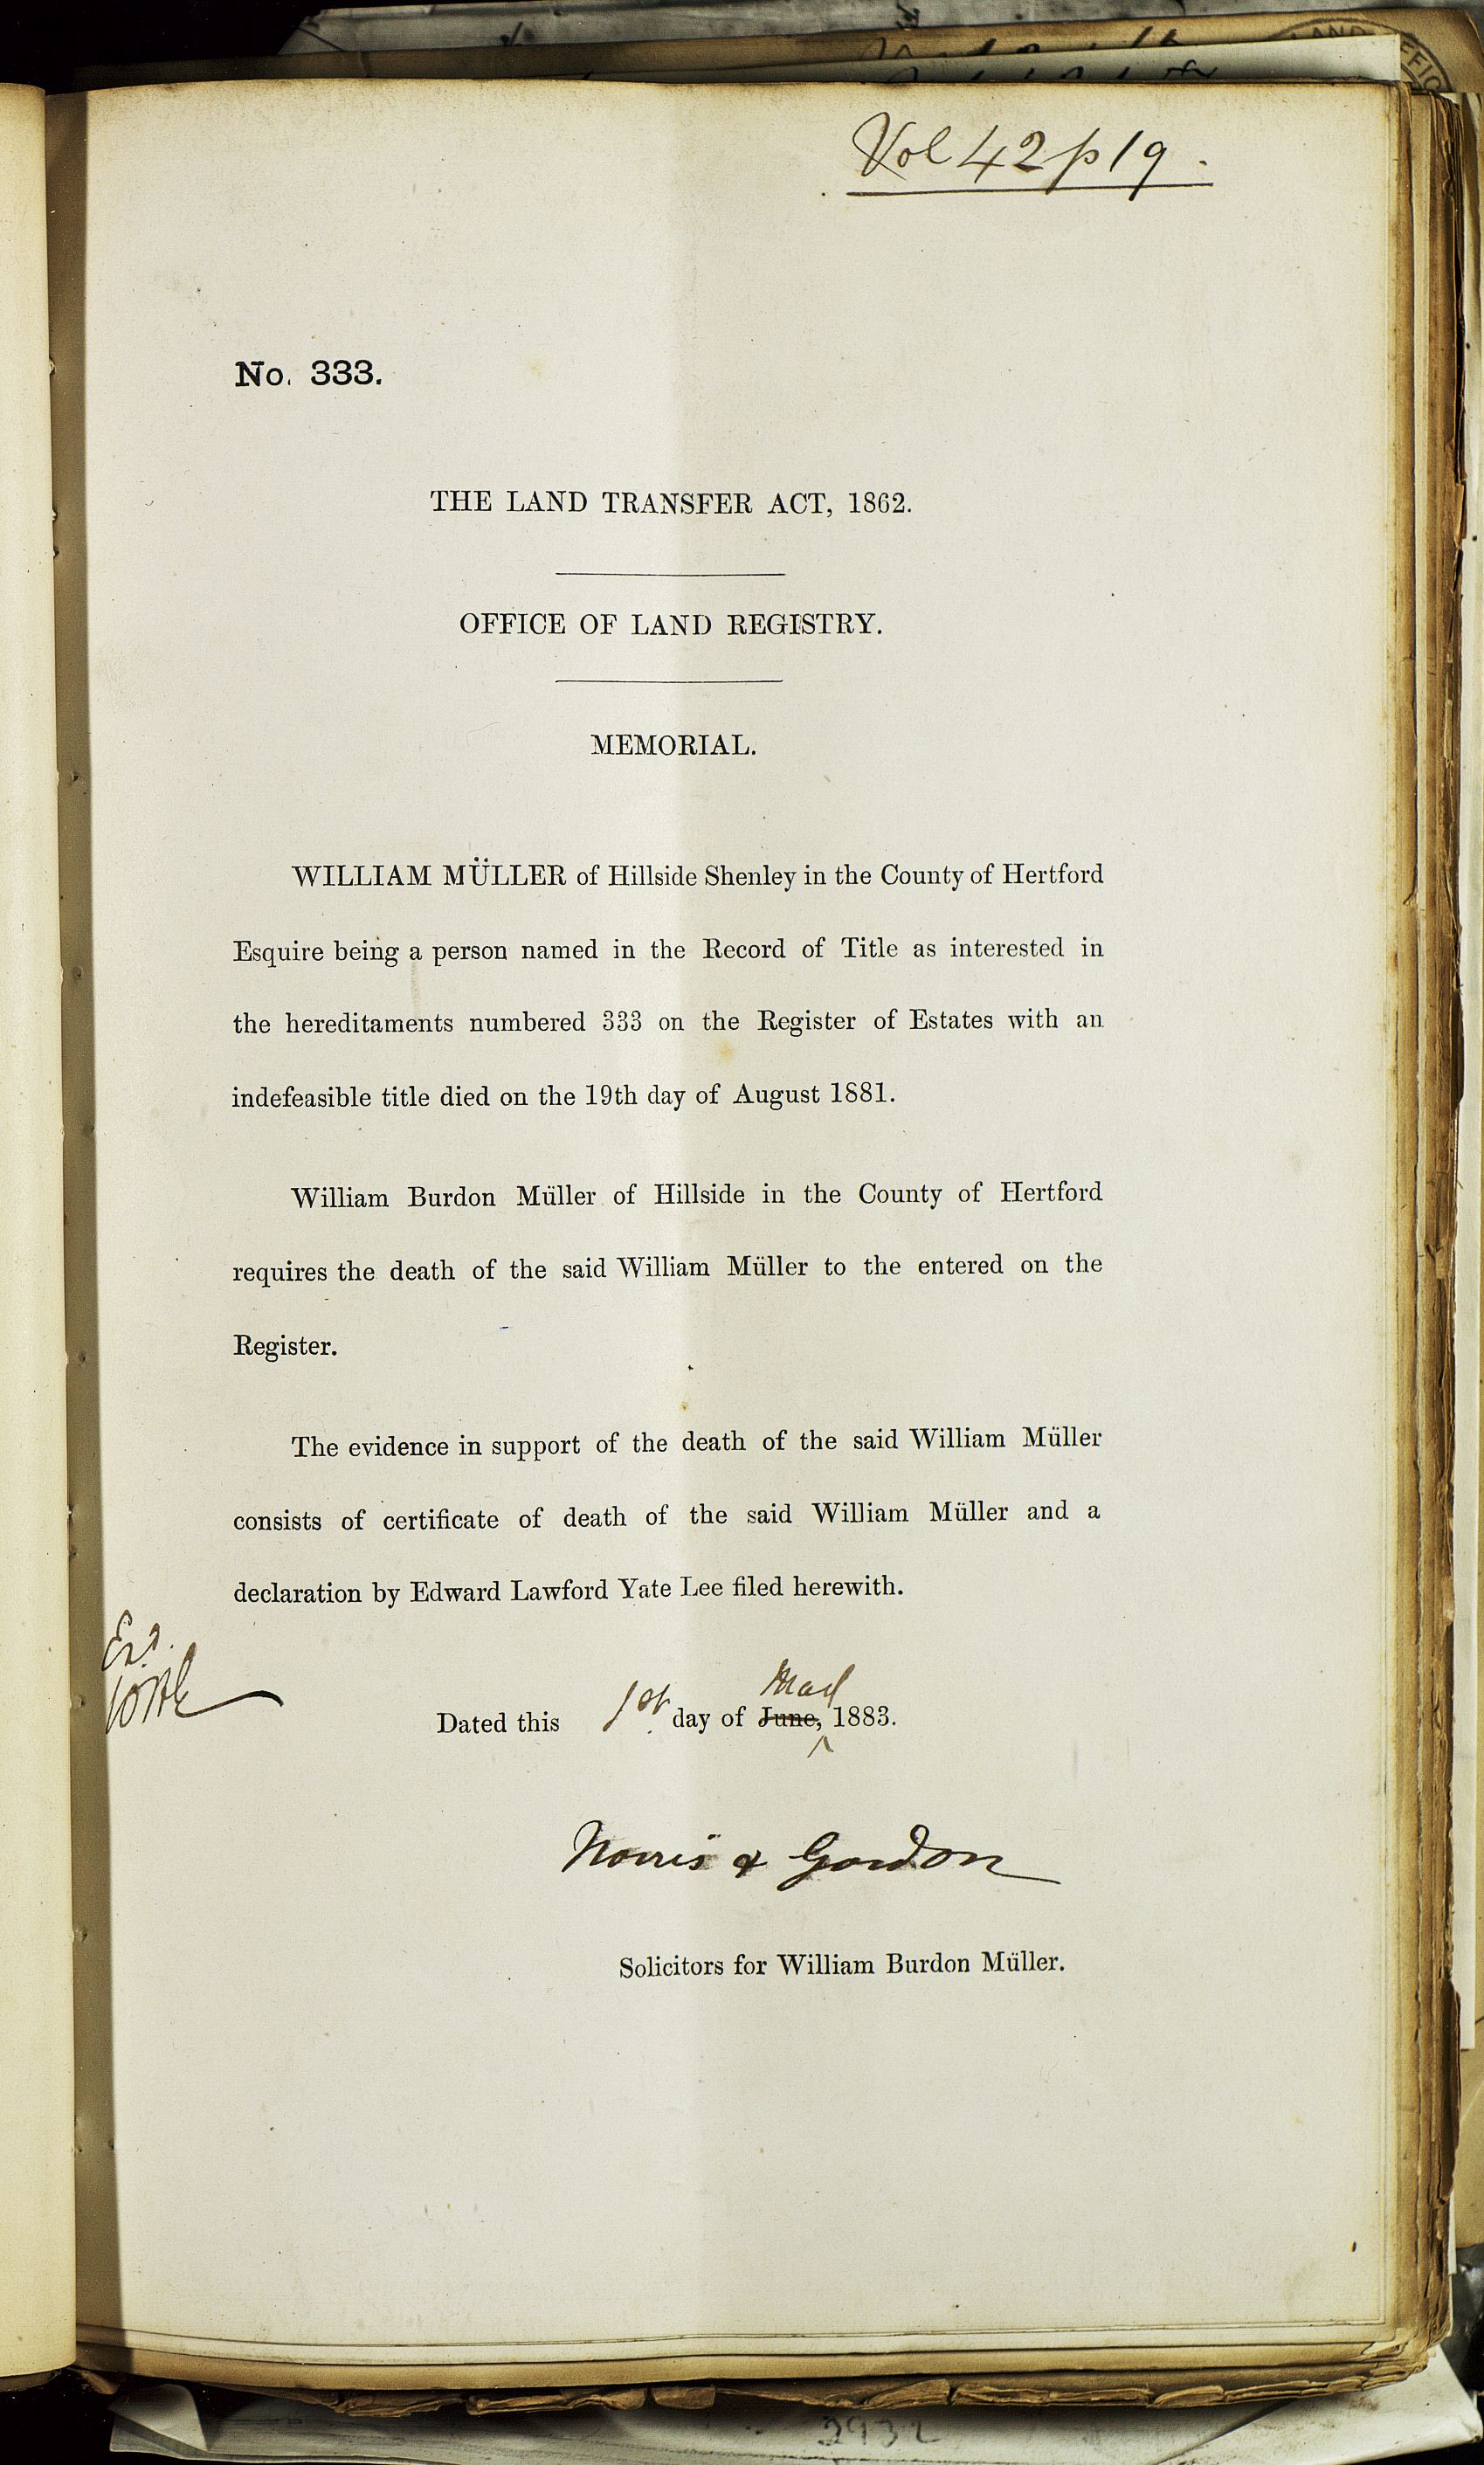 Vol 42 p 19.
No. 333.
THE LAND TRANSFER ACT, 1862.
OFFICE OF LAND REGISTRY.
MEMORIAL.
WILLIAM MÜLLER of Hillside Shenley in the County of Hertford
Esquire being a person named in the Record of Title as interested in
the hereditaments numbered 333 on the Register of Estates with an
indefeasible title died on the 19th day of August 1881.
William Burdon Müller of Hillside in the County of Hertford
requires the death of the said William Müller to the entered on the
Register.
The evidence in support of the death of the said William Müller
consists of certificate of death of the said William Müller and a
declaration by Edward Lawford Yate Lee filed herewith.
Dated this 1st day of June, 1883.
Norris & Gordon
Solicitors for William Burdon Müller.
2932